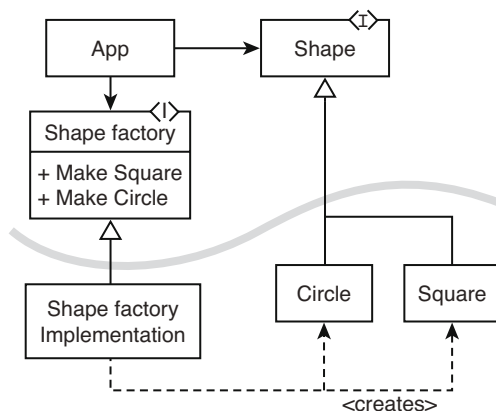 App
<I>
Shape
<I>
Shape factory
+ Make Square
+ Make Circle
Shape factory
Implementation
Circle
Square
<creates>